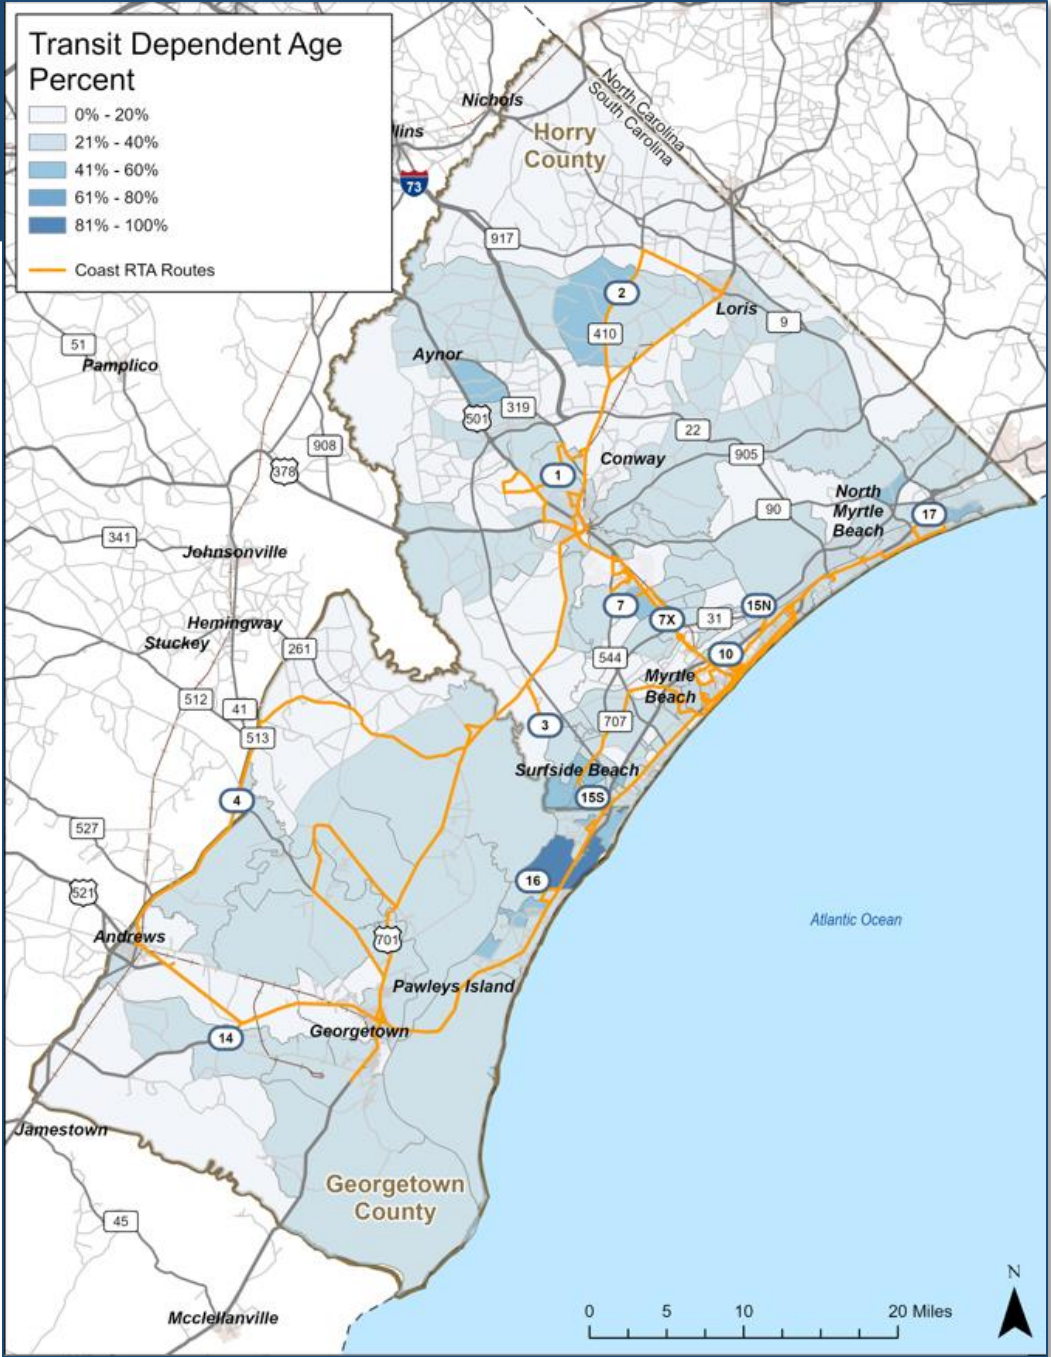 Transit Dependent Age
Percent
0% - 20%
21% - 40%
41% - 60%
61% - 80%
81% - 100%
Coast RTA Routes
North Carolina
South Carolina
Nichols
llins
Horry
County
73
917
2
Loris
9
410
51
Pamplico
Aynor
319
501
22
908
378
Conway
905
1
North
Myrtle
Beach
90
17
341
Johnsonville
7
7X
31
15N
Hemingway
Stuckey
261
544
10
Myrtle
Beach
512
41
513
3
707
Surfside Beach
4
15S
527
521
16
Atlantic Ocean
Andrews
701
Pawleys Island
Georgetown
14
Jamestown
Georgetown
County
45
Mcclellanville
0 5 10 20 Miles
N